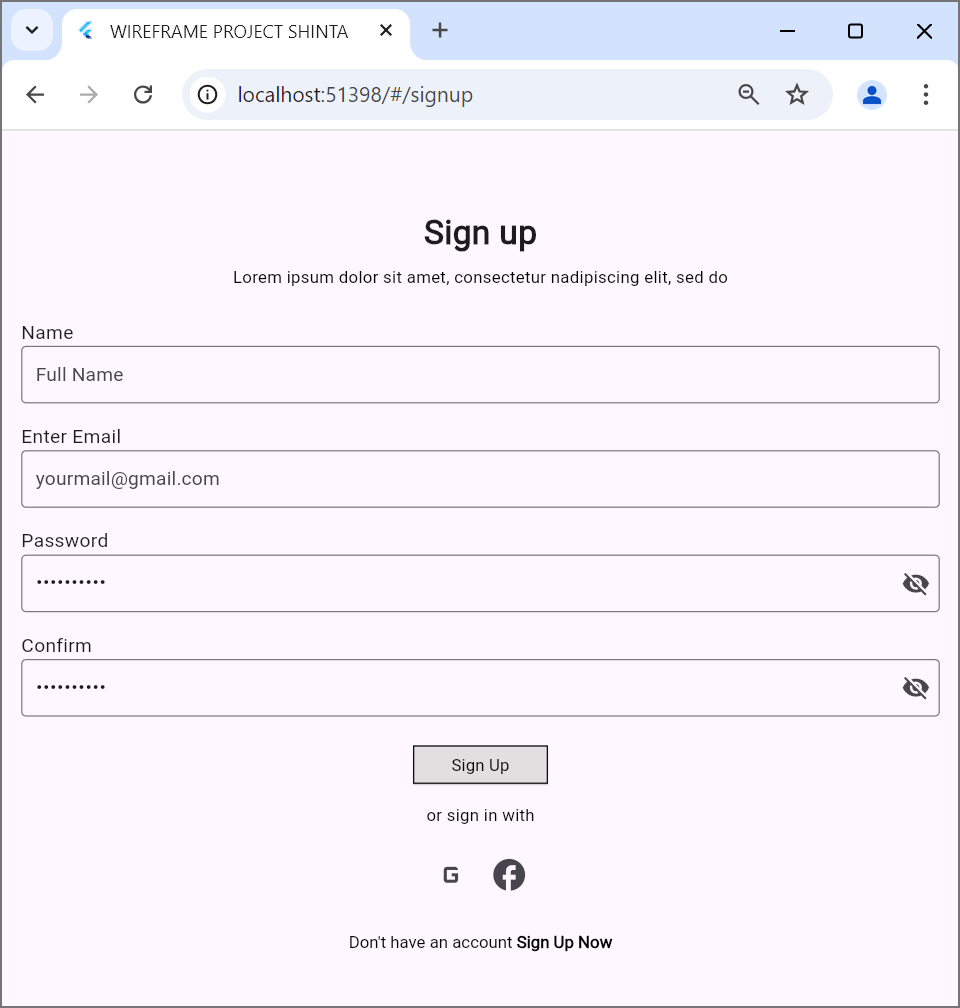 WIREFRAME PROJECT SHINTA
localhost:51398/#/signup
Sign up
Lorem ipsum dolor sit amet, consectetur nadipiscing elit, sed do
Name
Full Name
Enter Email
yourmail@gmail.com
Password
••••••••••
Confirm
••••••••••
Sign Up
or sign in with
G
Don't have an account Sign Up Now